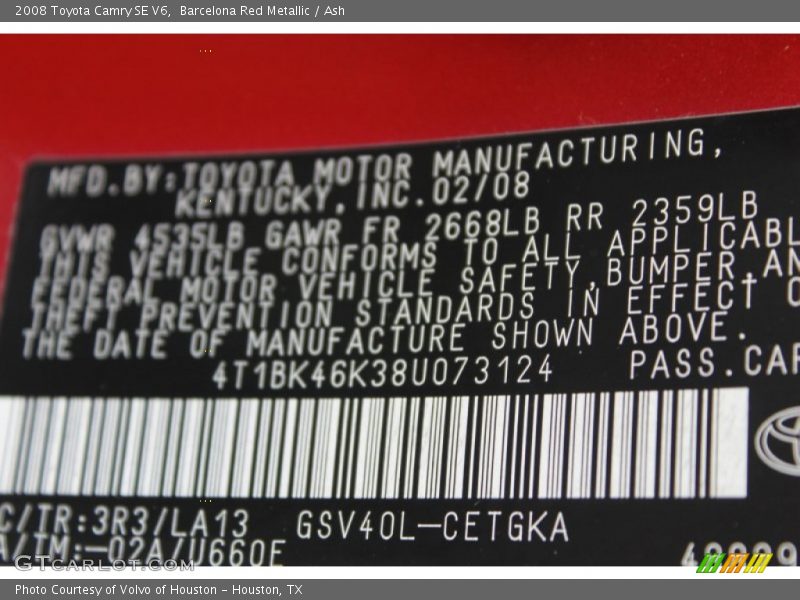 2008 Toyota Camry SE V6, Barcelona Red Metallic / Ash
MFD.BY:TOYOTA MOTOR MANUFACTURING,
KENTUCKY,INC.02/08
GVWR 4535LB GAWR FR 2668LB RR 2359LB
THIS VEHICLE CONFORMS TO ALL APPLICABL
FEDERAL MOTOR VEHICLE SAFETY,BUMPER,AN
THEFT PREVENTION STANDARDS IN EFFECT O
THE DATE OF MANUFACTURE SHOWN ABOVE.
4T1BK46K38U073124 PASS.CAR
C/TR:3R3/LA13 GSV40L-CETGKA
A/TM:-02A/U660E
GTCARLOT.COM
Photo Courtesy of Volvo of Houston - Houston, TX